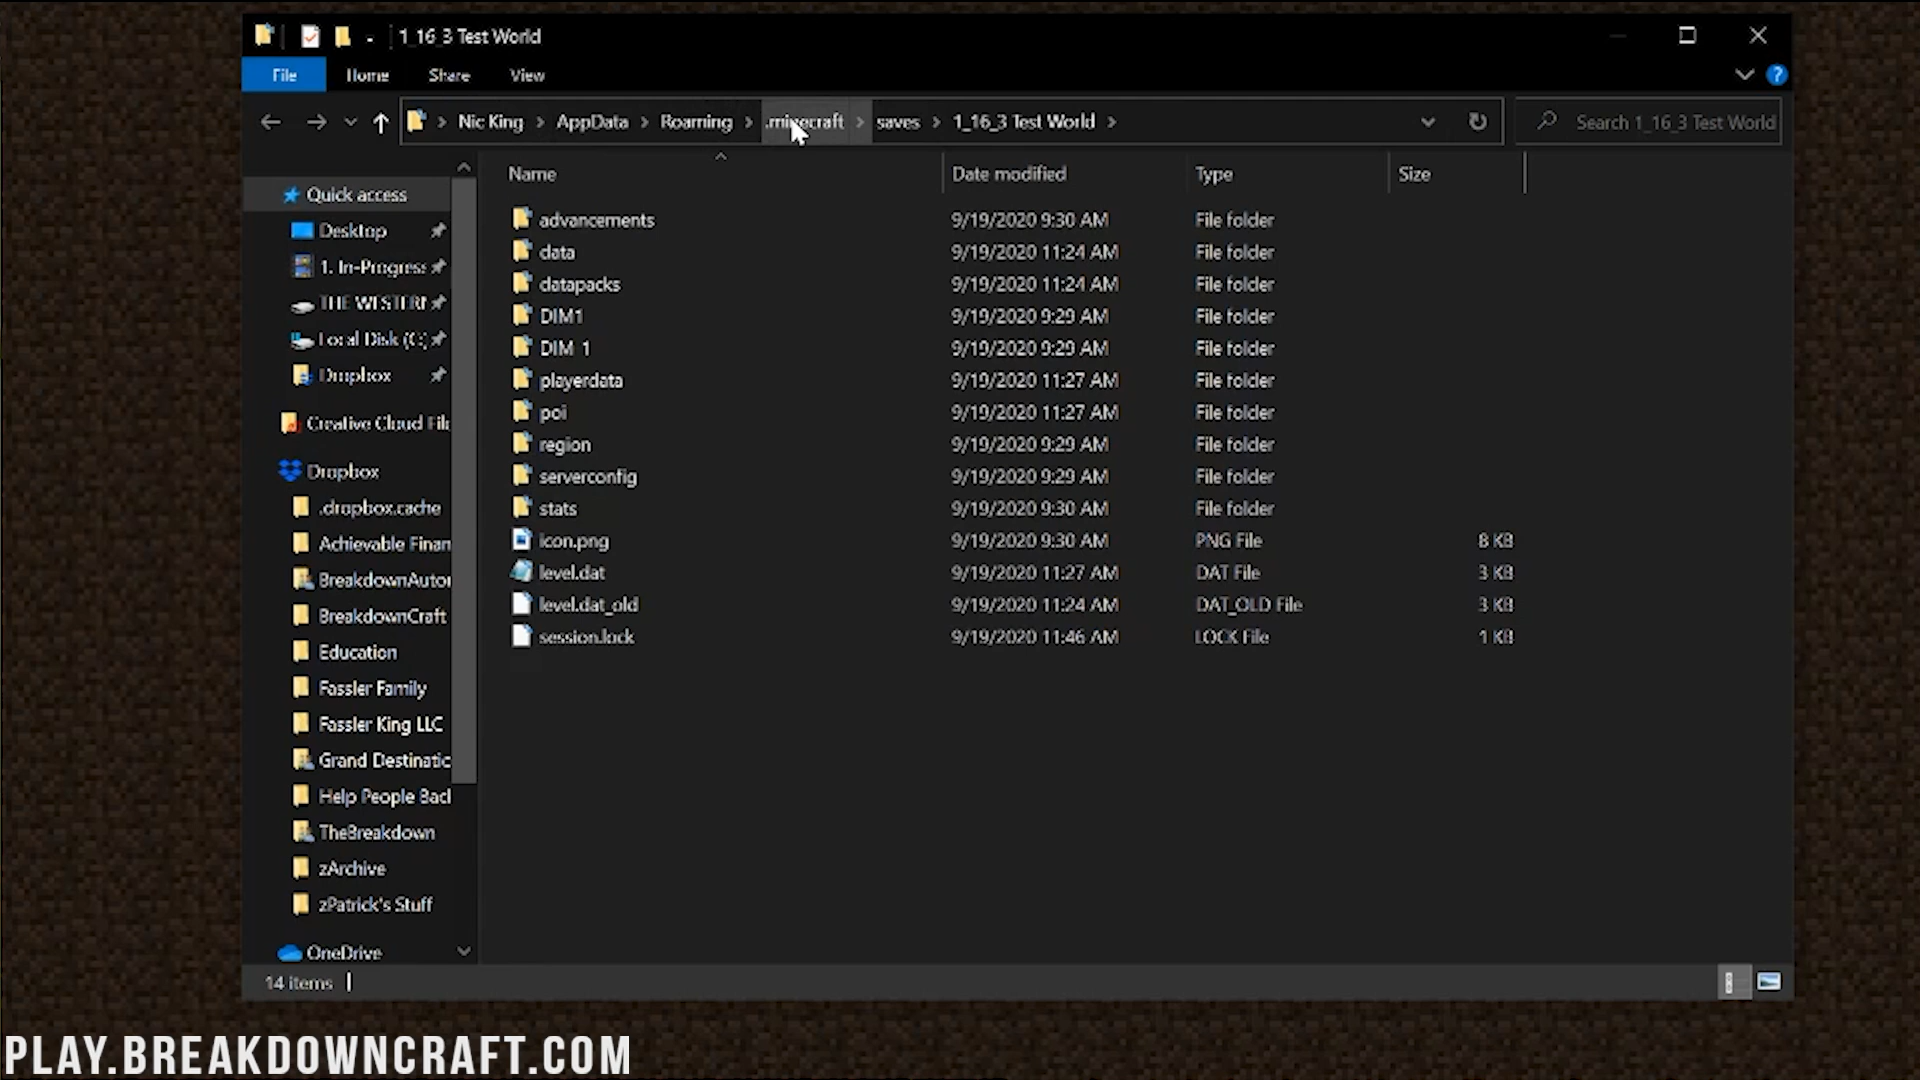 1_16_3 Test World
File Home Share View
Nic King AppData Roaming .minecraft saves 1_16_3 Test World Search 1_16_3 Test World
Name Date modified Type Size
Quick access
Desktop
1. In-Progress
THE WESTERN
Local Disk (C:)
Dropbox
Creative Cloud File
Dropbox
.dropbox.cache
Achievable Finan
BreakdownAutor
BreakdownCraft
Education
Fassler Family
Fassler King LLC
Grand Destinatic
Help People Bacl
TheBreakdown
zArchive
zPatrick's Stuff
OneDrive
advancements 9/19/2020 9:30 AM File folder
data 9/19/2020 11:24 AM File folder
datapacks 9/19/2020 11:24 AM File folder
DIM1 9/19/2020 9:29 AM File folder
DIM-1 9/19/2020 9:29 AM File folder
playerdata 9/19/2020 11:27 AM File folder
poi 9/19/2020 11:27 AM File folder
region 9/19/2020 9:29 AM File folder
serverconfig 9/19/2020 9:29 AM File folder
stats 9/19/2020 9:30 AM File folder
icon.png 9/19/2020 9:30 AM PNG File 8 KB
level.dat 9/19/2020 11:27 AM DAT File 3 KB
level.dat_old 9/19/2020 11:24 AM DAT_OLD File 3 KB
session.lock 9/19/2020 11:46 AM LOCK File 1 KB
14 items
PLAY.BREAKDOWNCRAFT.COM